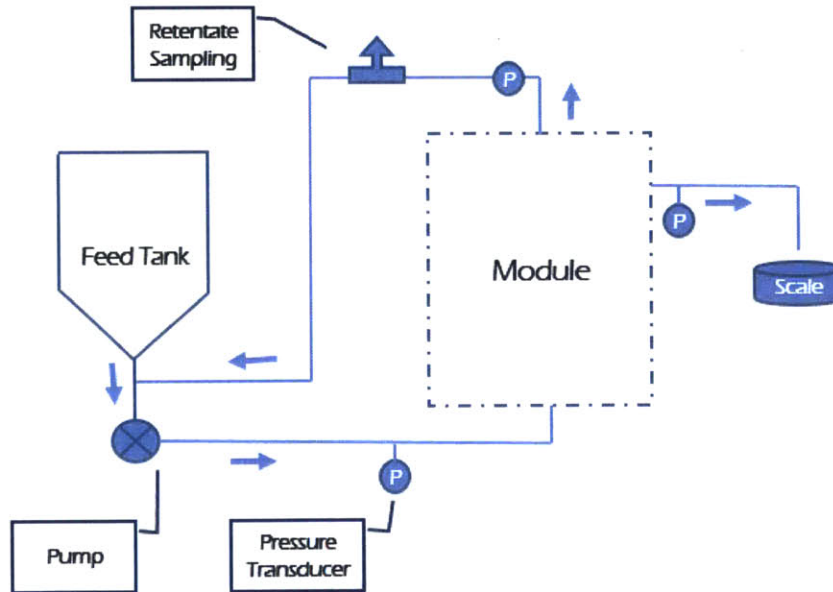 Retentate
Sampling
P
P
Feed Tank
Module
Scale
P
Pump
Pressure
Transducer